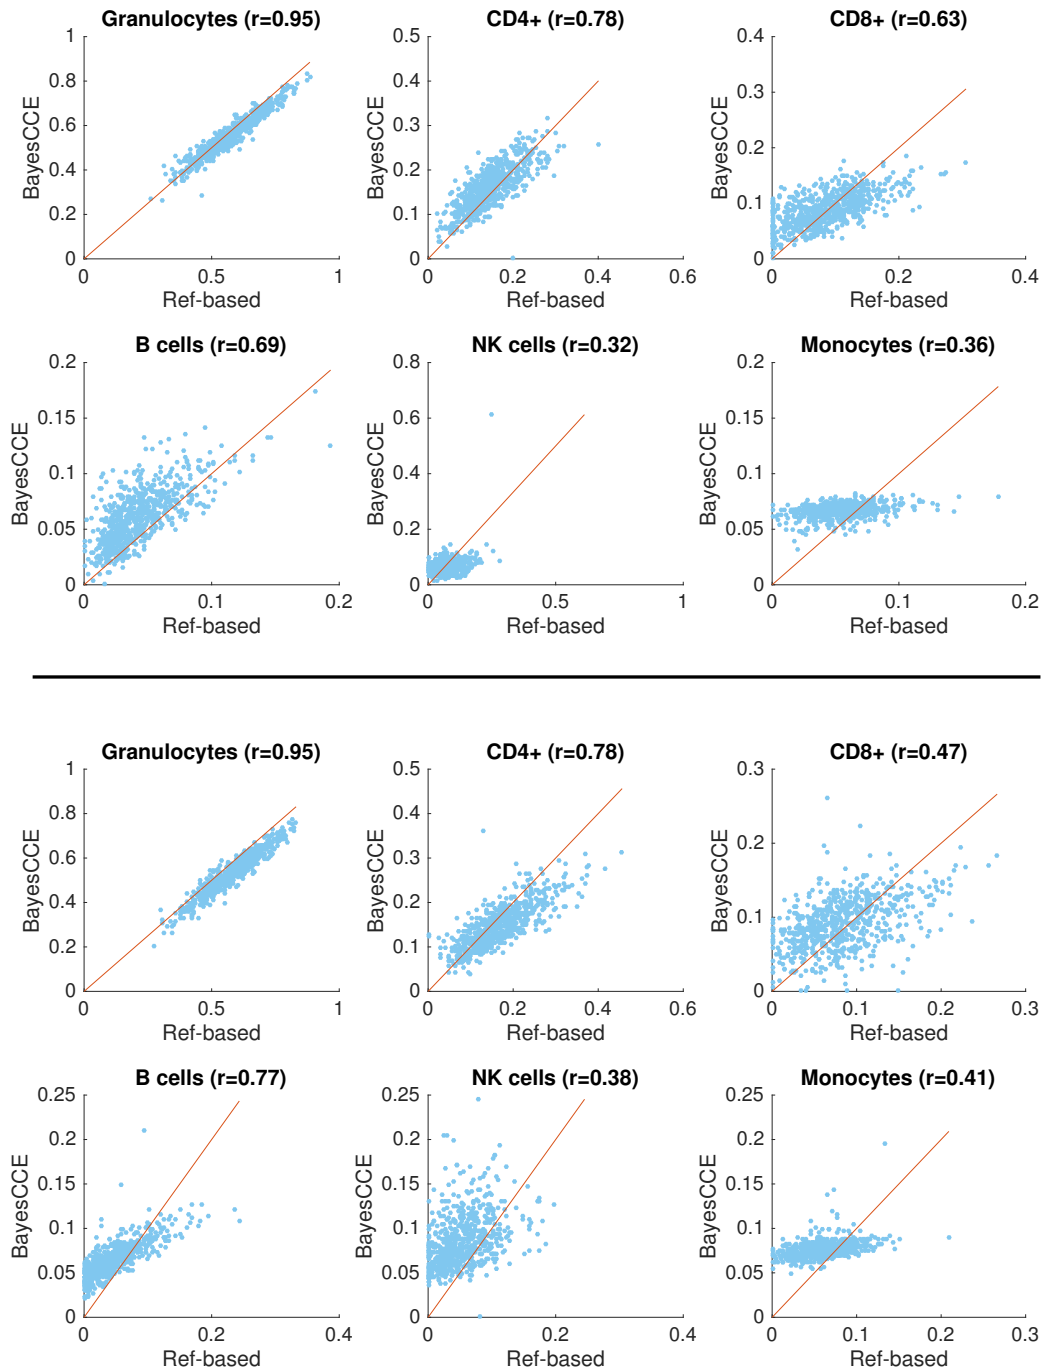 Granulocytes (r=0.95)
CD4+ (r=0.78)
CD8+ (r=0.63)
1
0.8
0.6
0.4
0.2
0
BayesCCE
0
0.5
1
Ref-based
0.5
0.4
0.3
0.2
0.1
0
BayesCCE
0
0.2
0.4
0.6
Ref-based
0.4
0.3
0.2
0.1
0
BayesCCE
0
0.2
0.4
Ref-based
B cells (r=0.69)
NK cells (r=0.32)
Monocytes (r=0.36)
0.2
0.15
0.1
0.05
0
BayesCCE
0
0.1
0.2
Ref-based
0.8
0.6
0.4
0.2
0
BayesCCE
0
0.5
1
Ref-based
0.2
0.15
0.1
0.05
0
BayesCCE
0
0.1
0.2
Ref-based
Granulocytes (r=0.95)
CD4+ (r=0.78)
CD8+ (r=0.47)
1
0.8
0.6
0.4
0.2
0
BayesCCE
0
0.5
1
Ref-based
0.5
0.4
0.3
0.2
0.1
0
BayesCCE
0
0.2
0.4
0.6
Ref-based
0.3
0.2
0.1
0
BayesCCE
0
0.1
0.2
0.3
Ref-based
B cells (r=0.77)
NK cells (r=0.38)
Monocytes (r=0.41)
0.25
0.2
0.15
0.1
0.05
0
BayesCCE
0
0.2
0.4
Ref-based
0.25
0.2
0.15
0.1
0.05
0
BayesCCE
0
0.2
0.4
Ref-based
0.25
0.2
0.15
0.1
0.05
0
BayesCCE
0
0.1
0.2
0.3
Ref-based